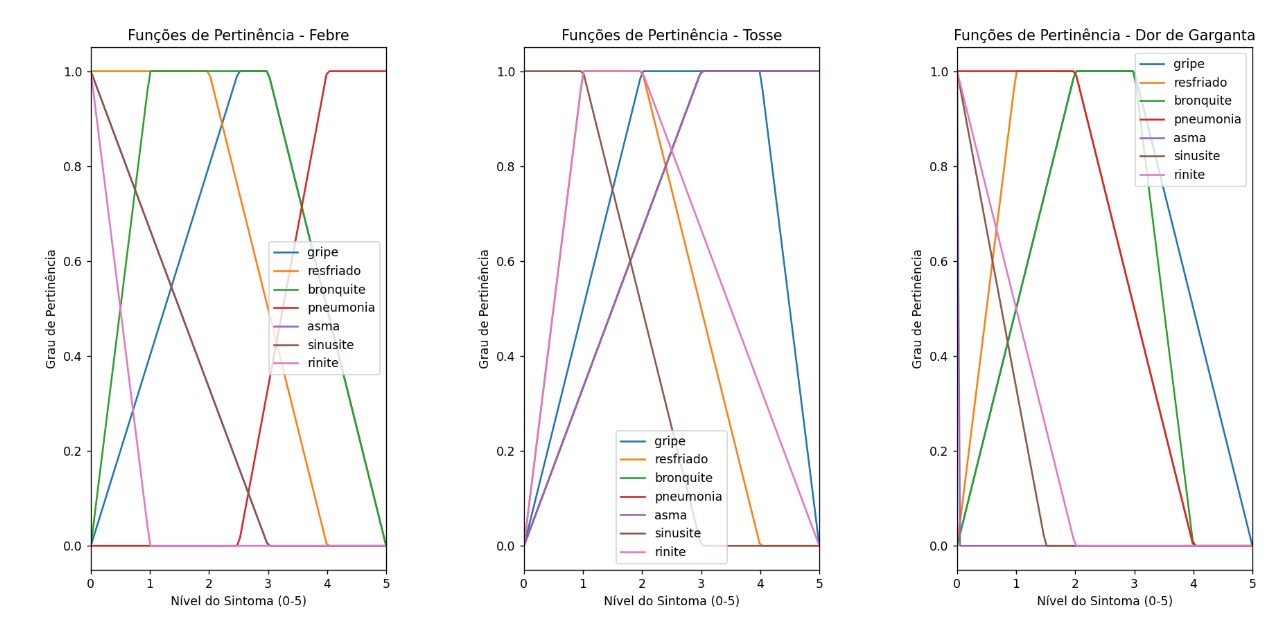 Funções de Pertinência - Febre
Grau de Pertinência
1.0
0.8
0.6
0.4
0.2
0.0
gripe
resfriado
bronquite
pneumonia
asma
sinusite
rinite
0 1 2 3 4 5
Nível do Sintoma (0-5)
Funções de Pertinência - Tosse
Grau de Pertinência
1.0
0.8
0.6
0.4
0.2
0.0
gripe
resfriado
bronquite
pneumonia
asma
sinusite
rinite
0 1 2 3 4 5
Nível do Sintoma (0-5)
Funções de Pertinência - Dor de Garganta
Grau de Pertinência
1.0
0.8
0.6
0.4
0.2
0.0
gripe
resfriado
bronquite
pneumonia
asma
sinusite
rinite
0 1 2 3 4 5
Nível do Sintoma (0-5)